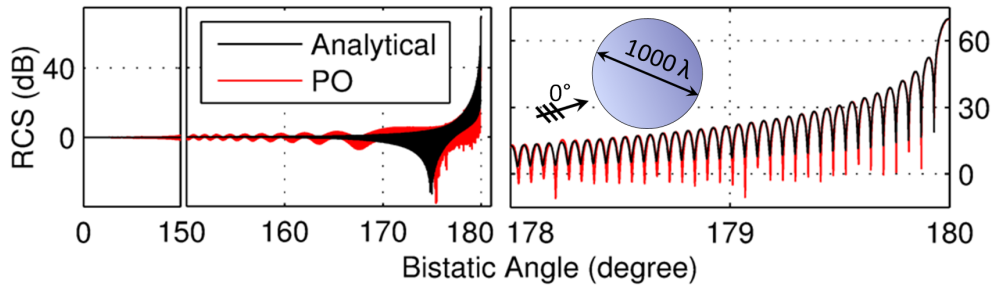 RCS (dB)
40
0
Analytical
PO
0
150
160
170
180
1000 λ
0°
60
30
0
178
179
180
Bistatic Angle (degree)